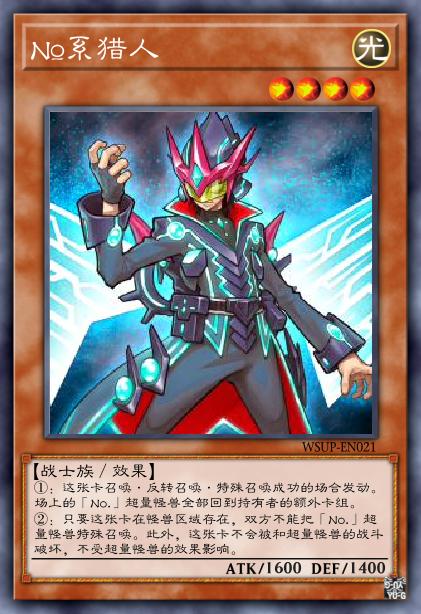 No系猎人
光
WSUP-EN021
【战士族／效果】
①：这张卡召唤·反转召唤·特殊召唤成功的场合发动。
场上的「No.」超量怪兽全部回到持有者的额外卡组。
②：只要这张卡在怪兽区域存在，双方不能把「No.」超
量怪兽特殊召唤。此外，这张卡不会被和超量怪兽的战斗
破坏，不受超量怪兽的效果影响。
ATK/1600 DEF/1400